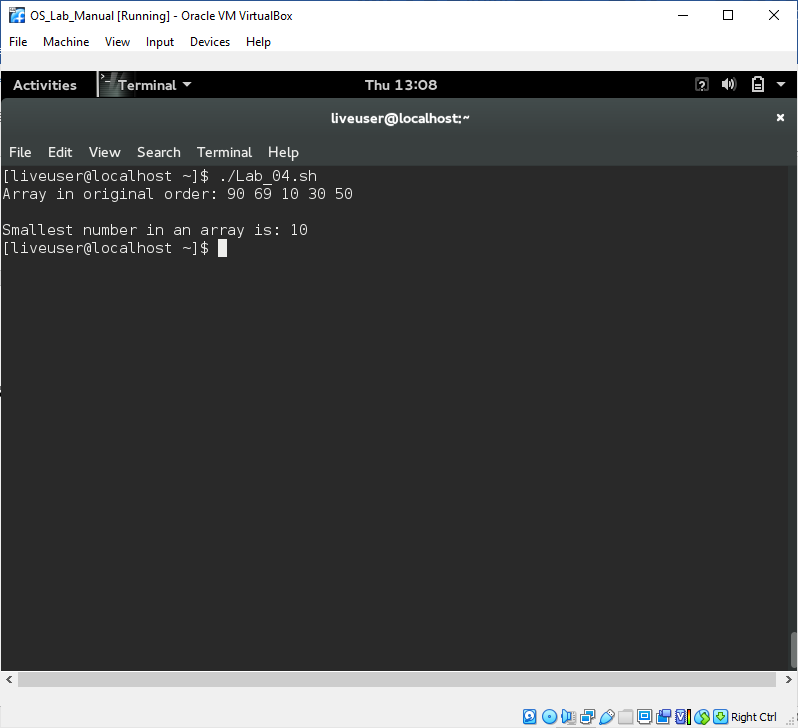 OS_Lab_Manual [Running] - Oracle VM VirtualBox
File Machine View Input Devices Help
Activities Terminal Thu 13:08
liveuser@localhost:~
File Edit View Search Terminal Help
[liveuser@localhost ~]$ ./Lab_04.sh
Array in original order: 90 69 10 30 50
Smallest number in an array is: 10
[liveuser@localhost ~]$
Right Ctrl